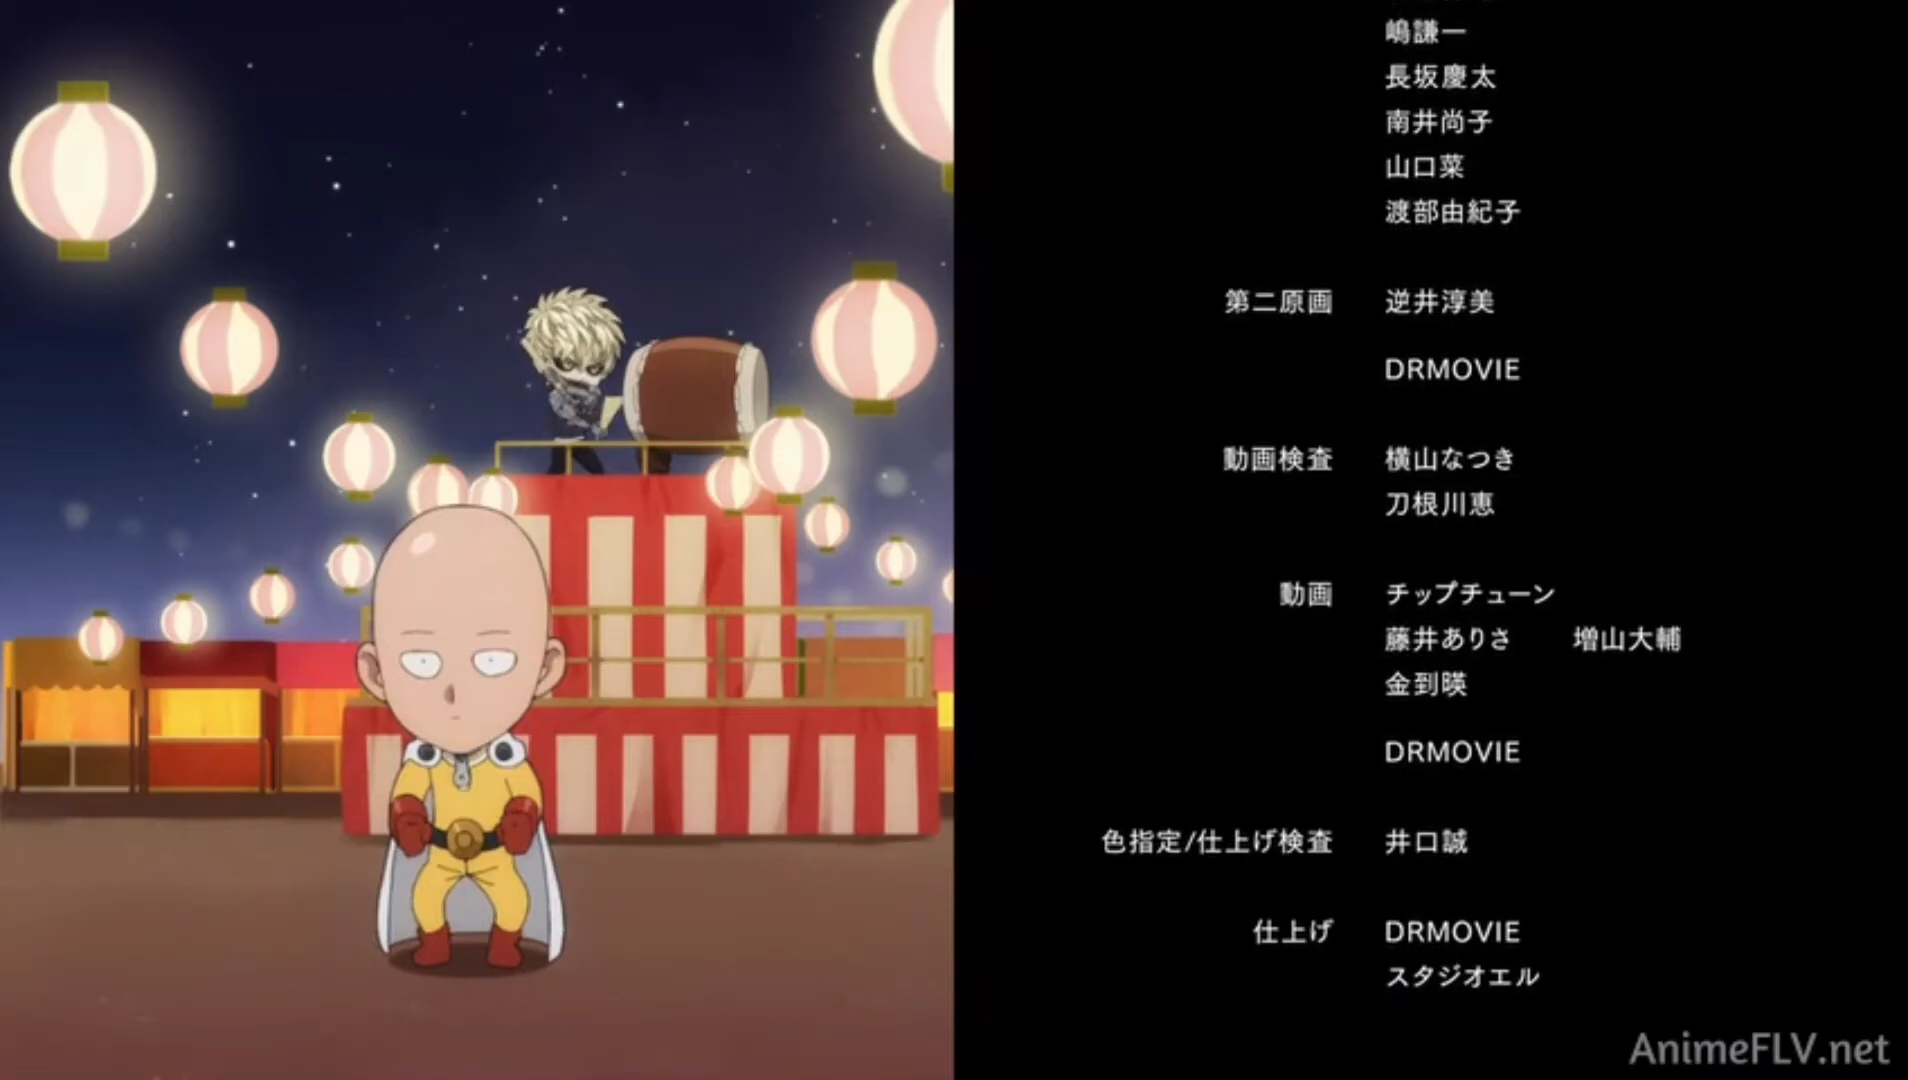 嶋謙一
長坂慶太
南井尚子
山口菜
渡部由紀子
第二原画 逆井淳美
DRMOVIE
動画検査 横山なつき
刀根川恵
動画 チップチューン
藤井ありさ 増山大輔
金到暎
DRMOVIE
色指定/仕上げ検査 井口誠
仕上げ DRMOVIE
スタジオエル
AnimeFLV.net